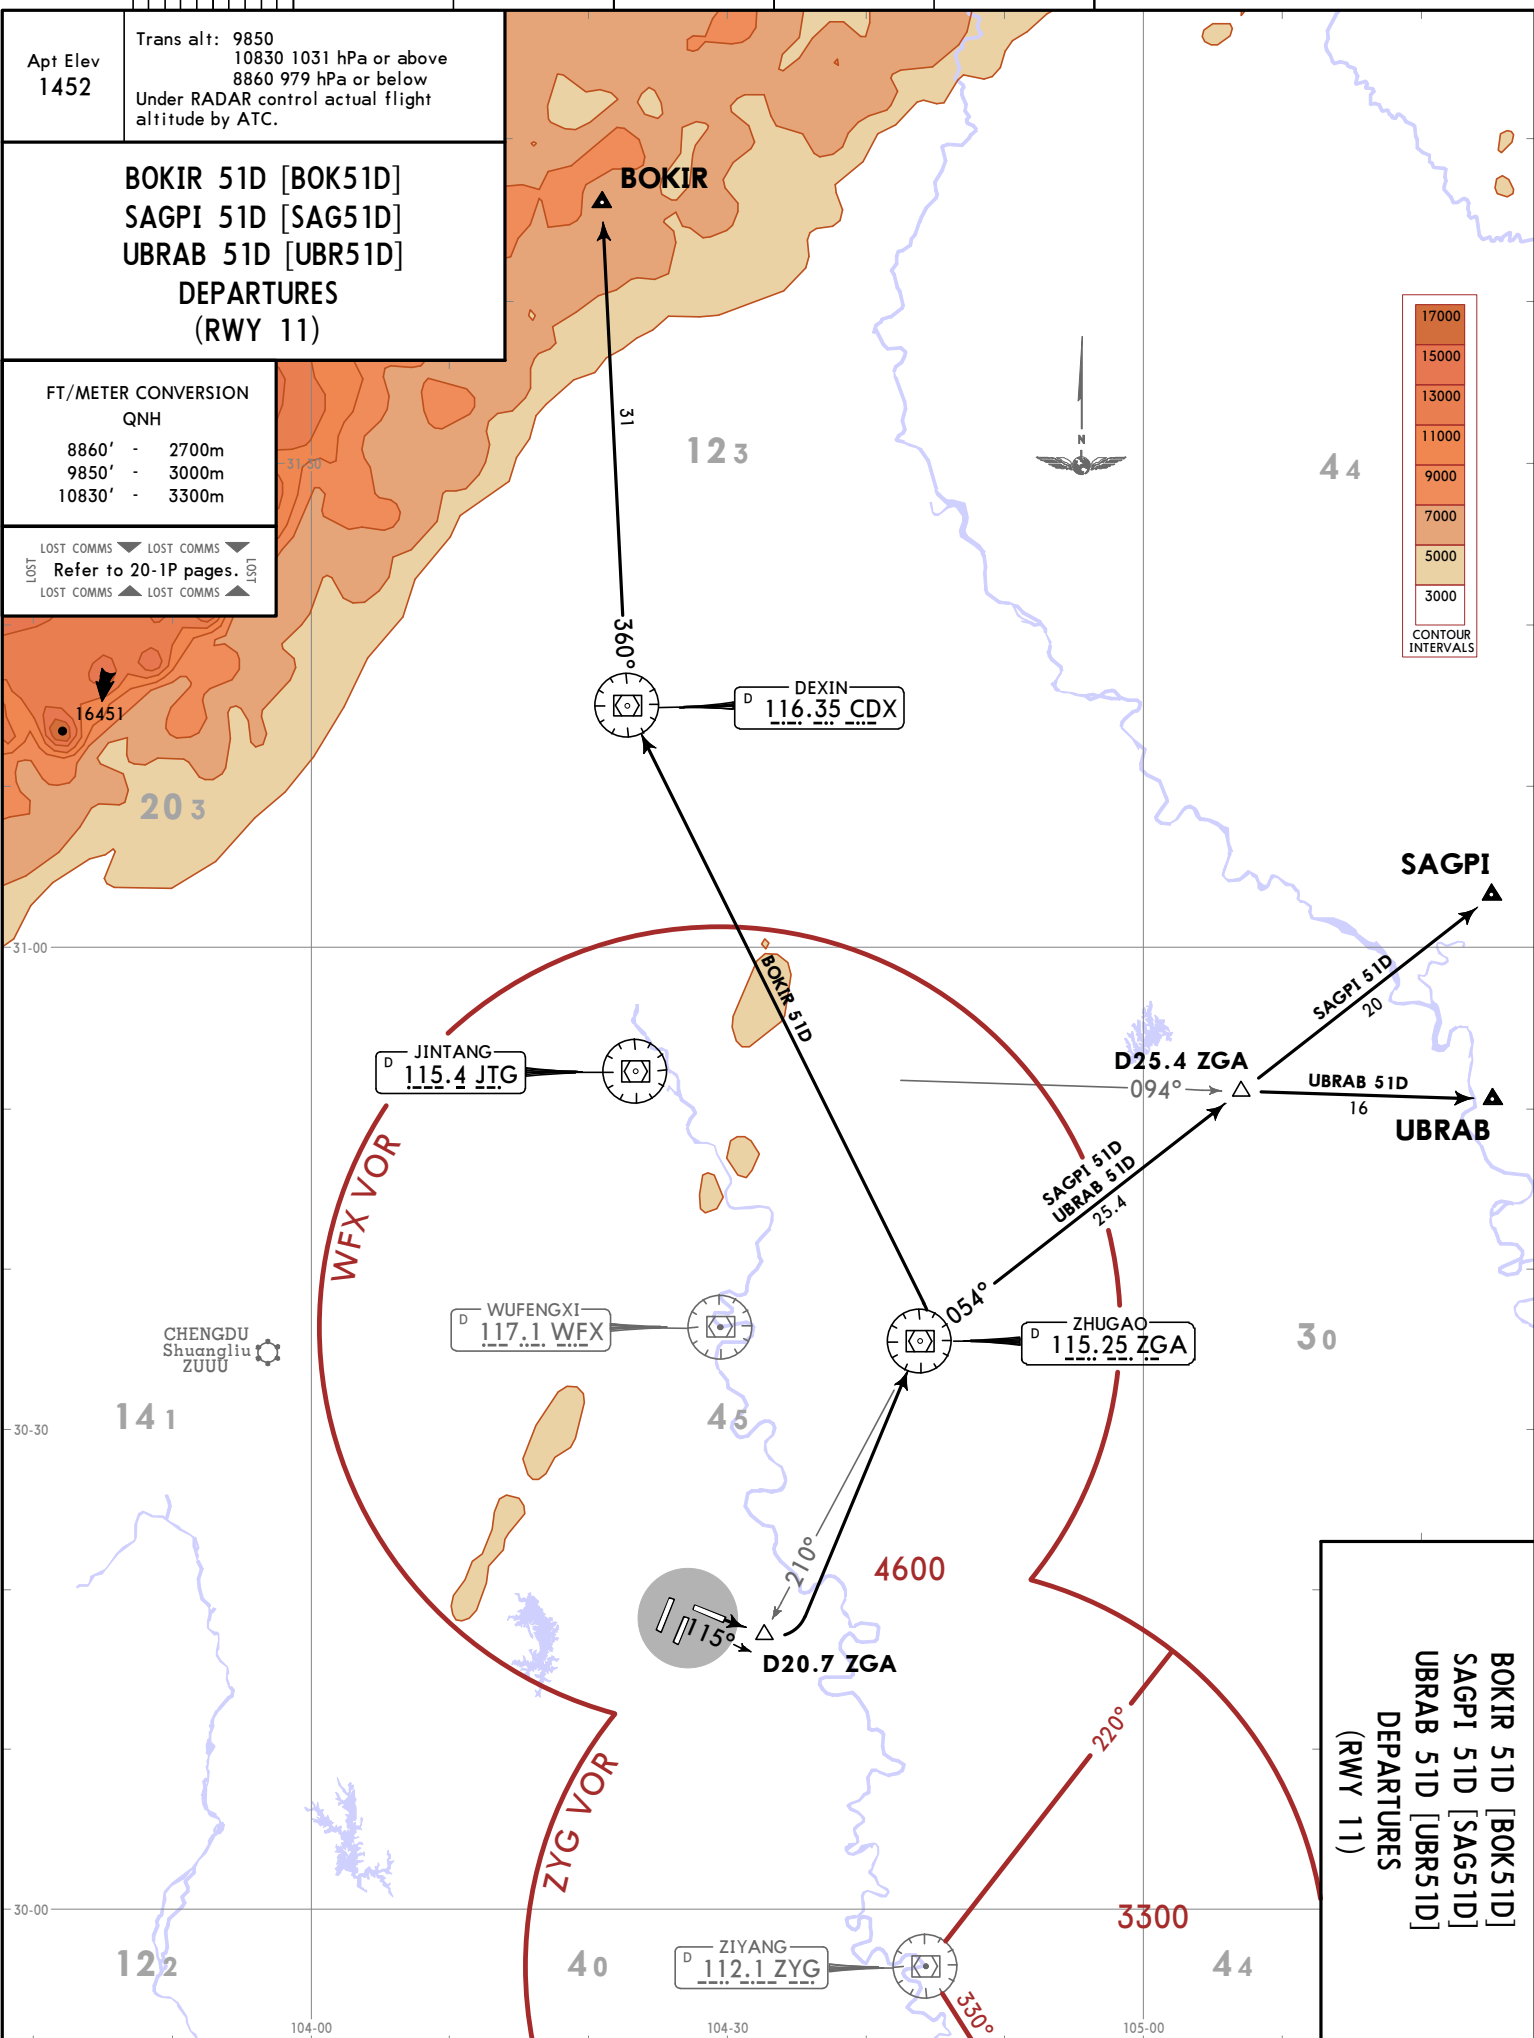 Apt Elev
1452
Trans alt: 9850
10830 1031 hPa or above
8860 979 hPa or below
Under RADAR control actual flight
altitude by ATC.
BOKIR 51D [BOK51D]
SAGPI 51D [SAG51D]
UBRAB 51D [UBR51D]
DEPARTURES
(RWY 11)
FT/METER CONVERSION
QNH
8860' - 2700m
9850' - 3000m
10830' - 3300m
LOST COMMS LOST COMMS
LOST Refer to 20-1P pages. LOST
LOST COMMS LOST COMMS
BOKIR
31
31-30
123
44
N
17000
15000
13000
11000
9000
7000
5000
3000
CONTOUR
INTERVALS
360°
DEXIN
D 116.35 CDX
16451
203
SAGPI
31-00
BOKIR 51D
SAGPI 51D
20
JINTANG
D 115.4 JTG
D25.4 ZGA
094°
UBRAB 51D
16
UBRAB
WFX VOR
SAGPI 51D
UBRAB 51D
25.4
054°
WUFENGXI
D 117.1 WFX
ZHUGAO
D 115.25 ZGA
CHENGDU
Shuangliu
ZUUU
30
141
45
30-30
210°
4600
115°
D20.7 ZGA
BOKIR 51D [BOK51D]
SAGPI 51D [SAG51D]
UBRAB 51D [UBR51D]
DEPARTURES
(RWY 11)
220°
ZYG VOR
30-00
3300
122
40
ZIYANG
D 112.1 ZYG
44
330°
104-00
104-30
105-00